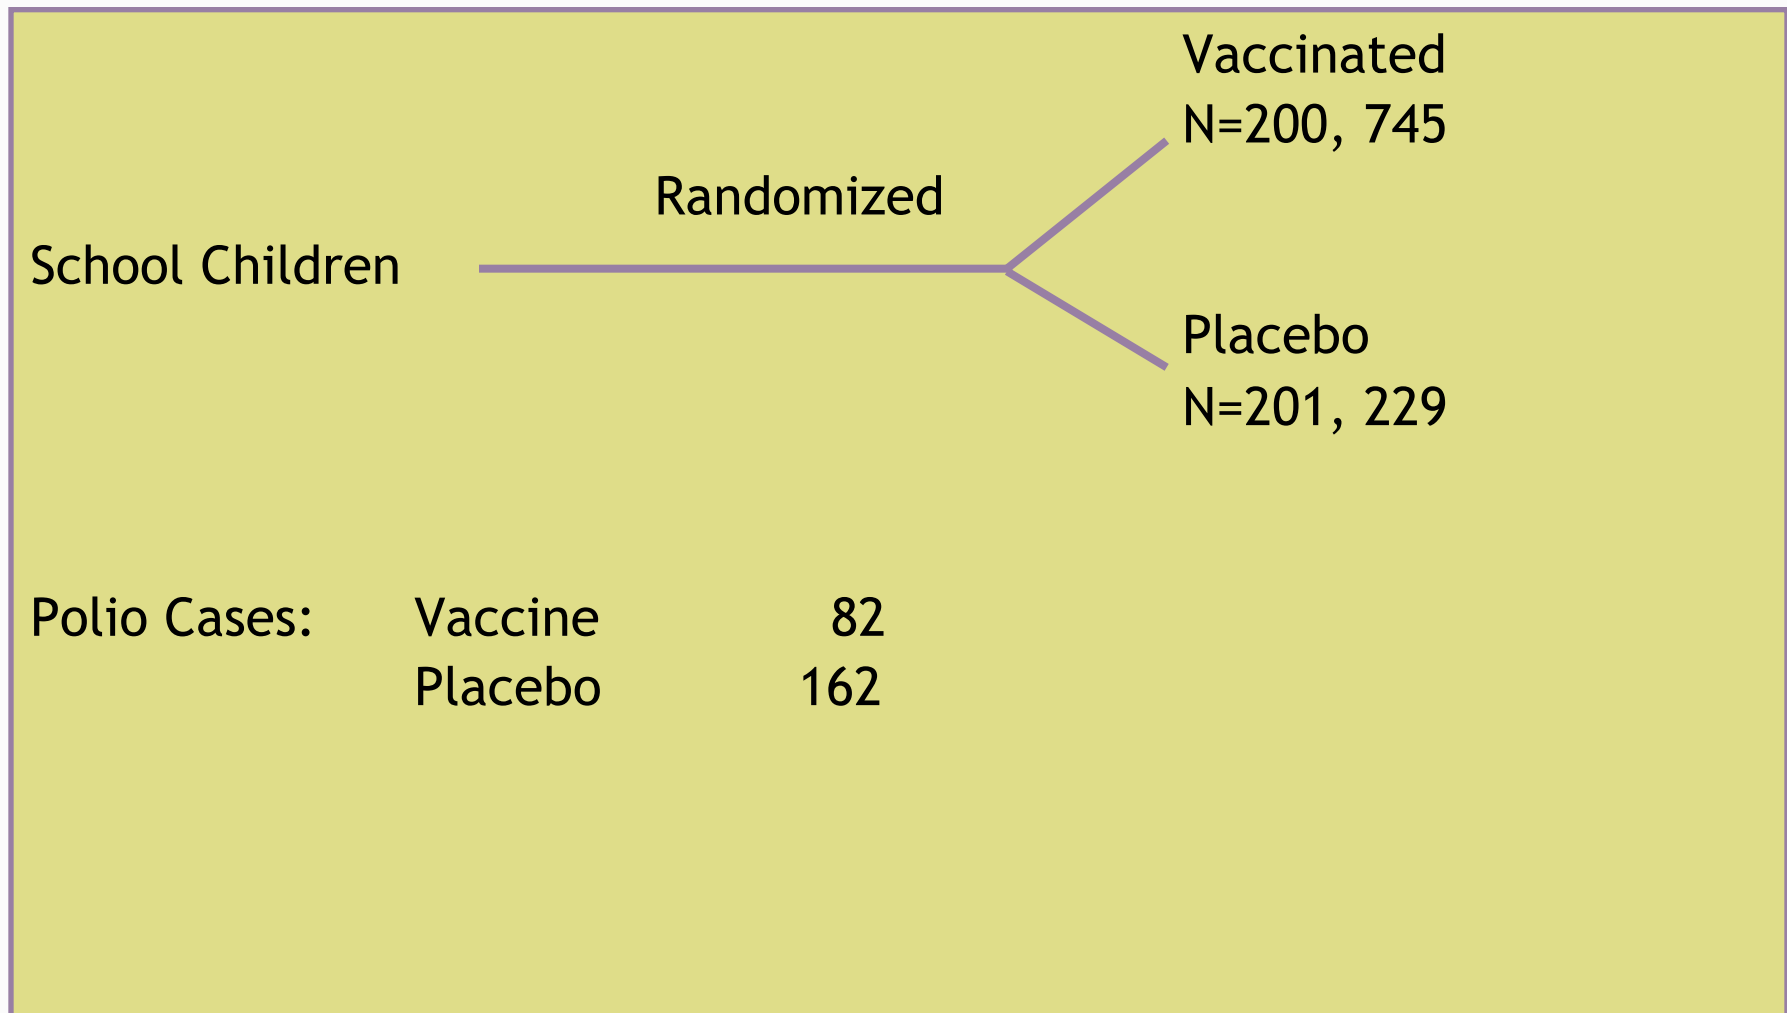 Vaccinated
N=200, 745
Randomized
School Children
Placebo
N=201, 229
Polio Cases: Vaccine 82
Placebo 162